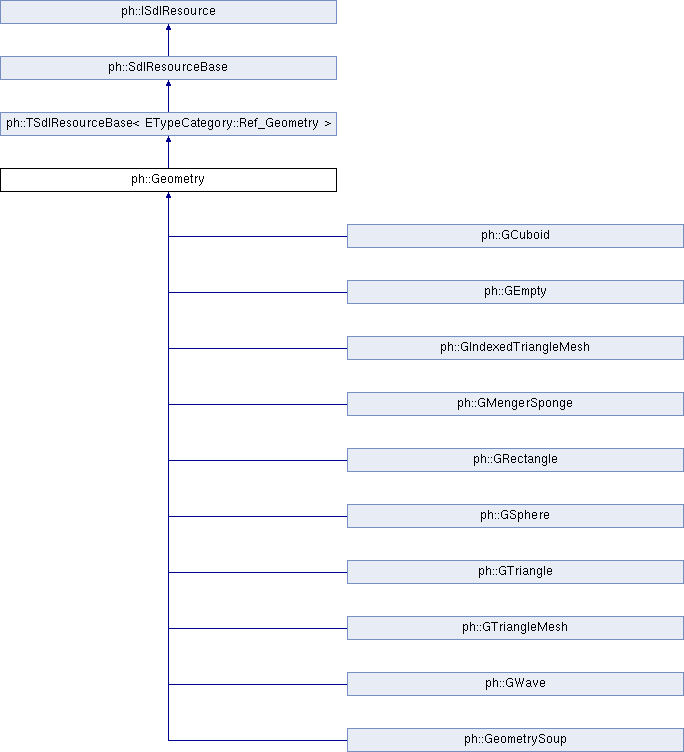 ph::ISdlResource
ph::SdlResourceBase
ph::TSdlResourceBase< ETypeCategory::Ref_Geometry >
ph::Geometry
ph::GCuboid
ph::GEmpty
ph::GIndexedTriangleMesh
ph::GMengerSponge
ph::GRectangle
ph::GSphere
ph::GTriangle
ph::GTriangleMesh
ph::GWave
ph::GeometrySoup